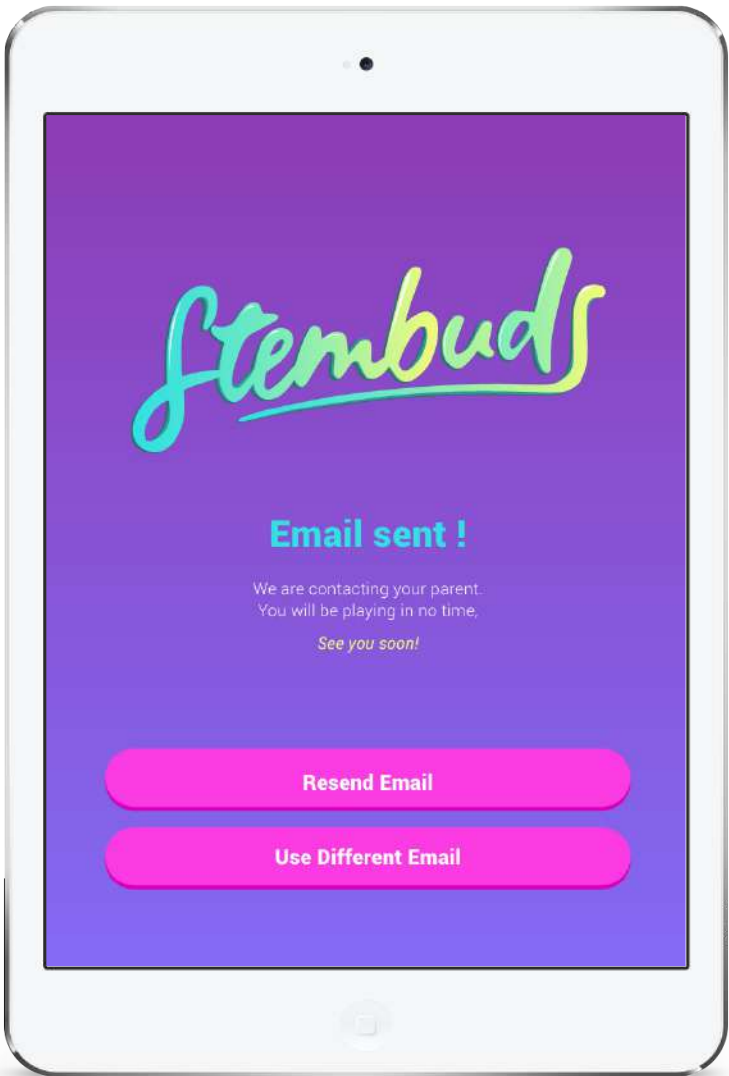 Stembuds
Email sent !
We are contacting your parent.
You will be playing in no time,
See you soon!
Resend Email
Use Different Email